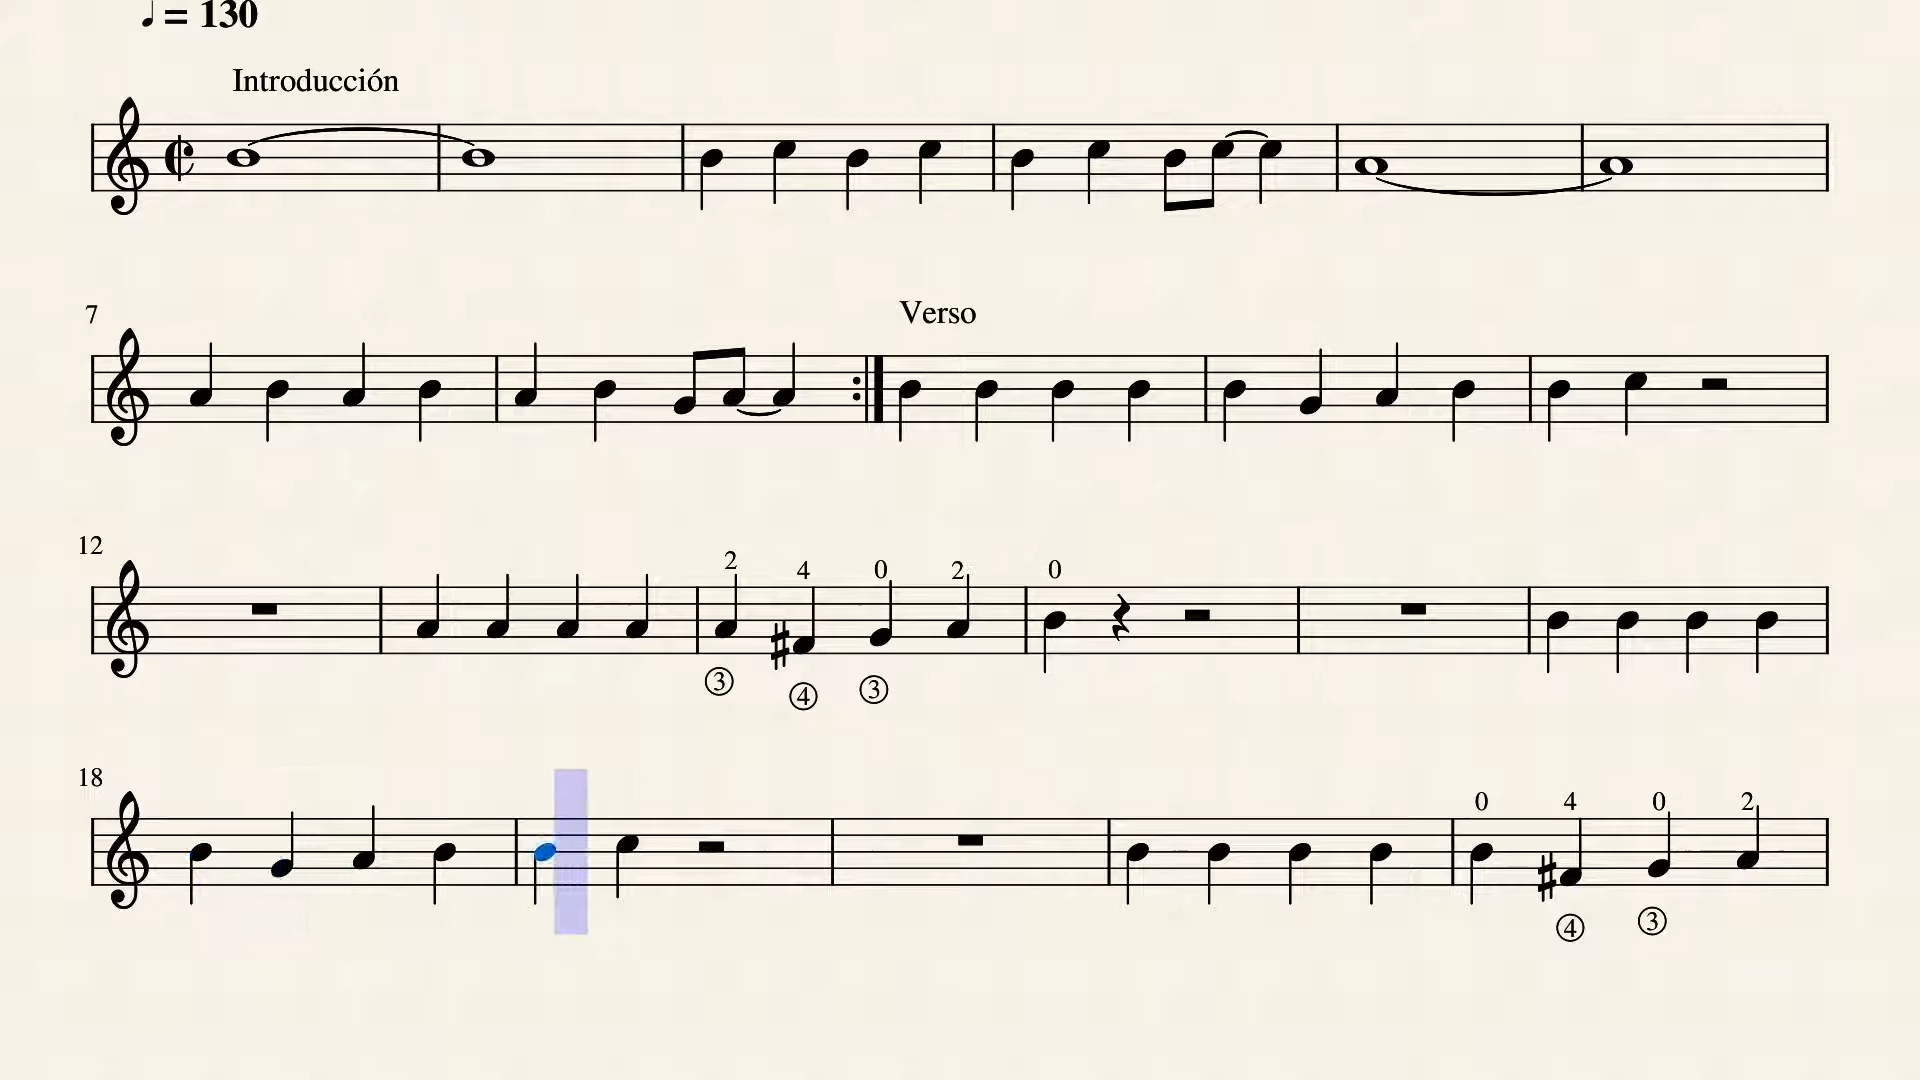 ♩ = 130
Introducción
7
Verso
12
2 4 0 2 0
③ ④ ③
18
0 4 0 2
④ ③